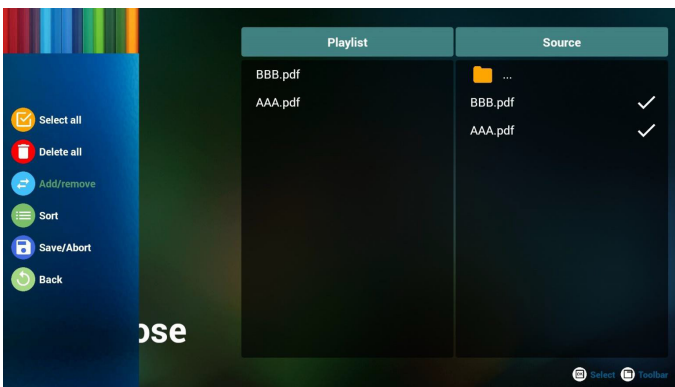 Select all
Delete all
Add/remove
Sort
Save/Abort
Back
ose
Playlist
BBB.pdf
AAA.pdf
Source
...
BBB.pdf
AAA.pdf
Select
Toolbar